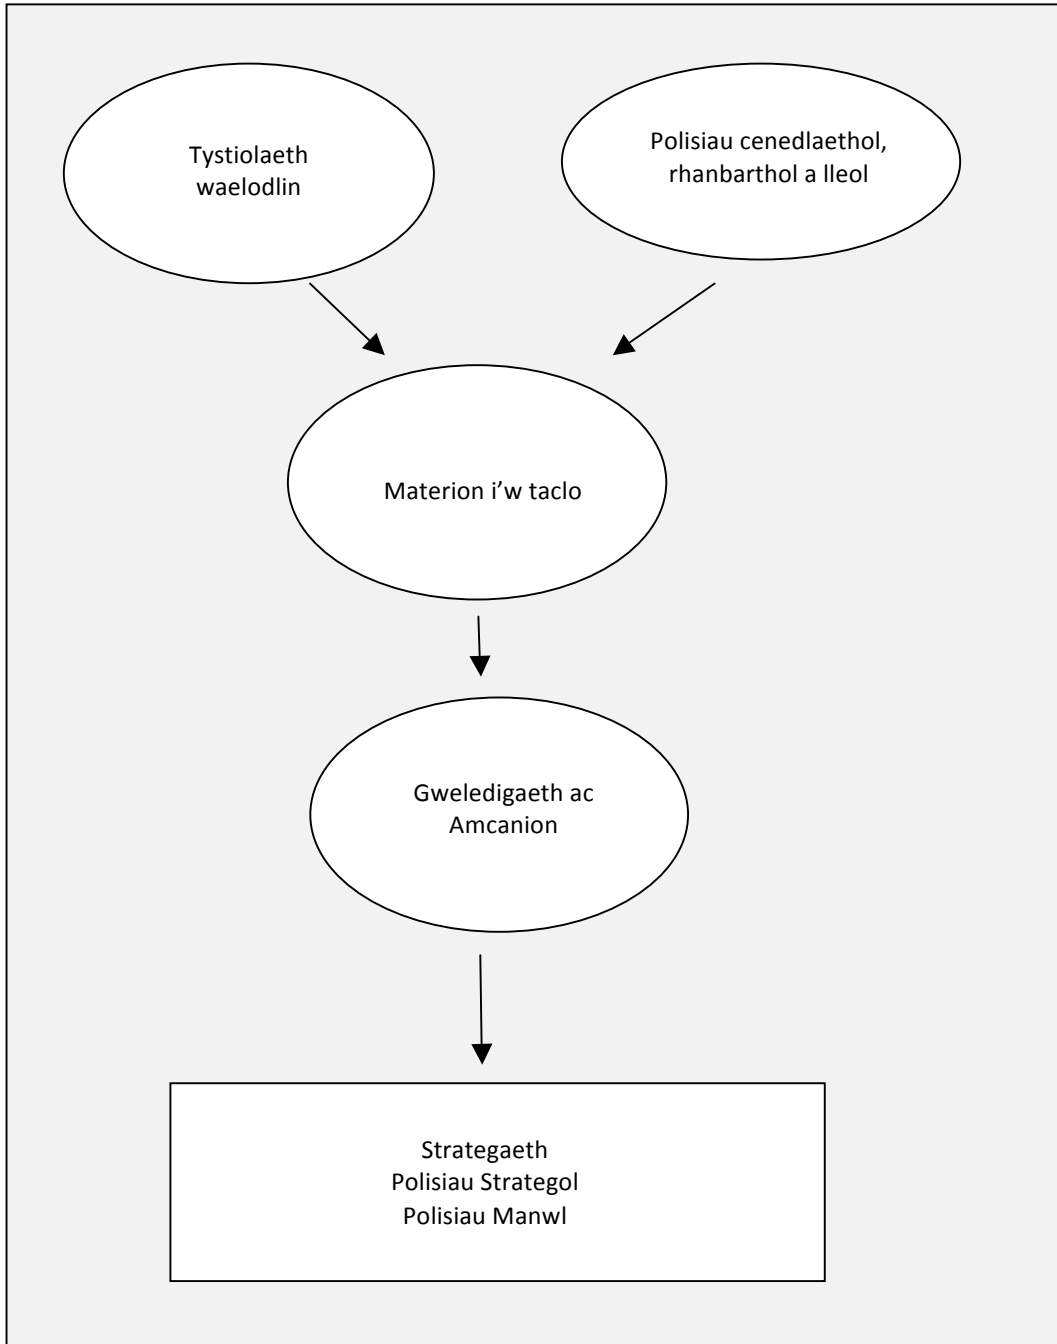 Tystiolaeth
waelodlin
Polisiau cenedlaethol,
rhanbarthol a lleol
Materion i’w taclo
Gweledigaeth ac
Amcanion
Strategaeth
Polisiau Strategol
Polisiau Manwl